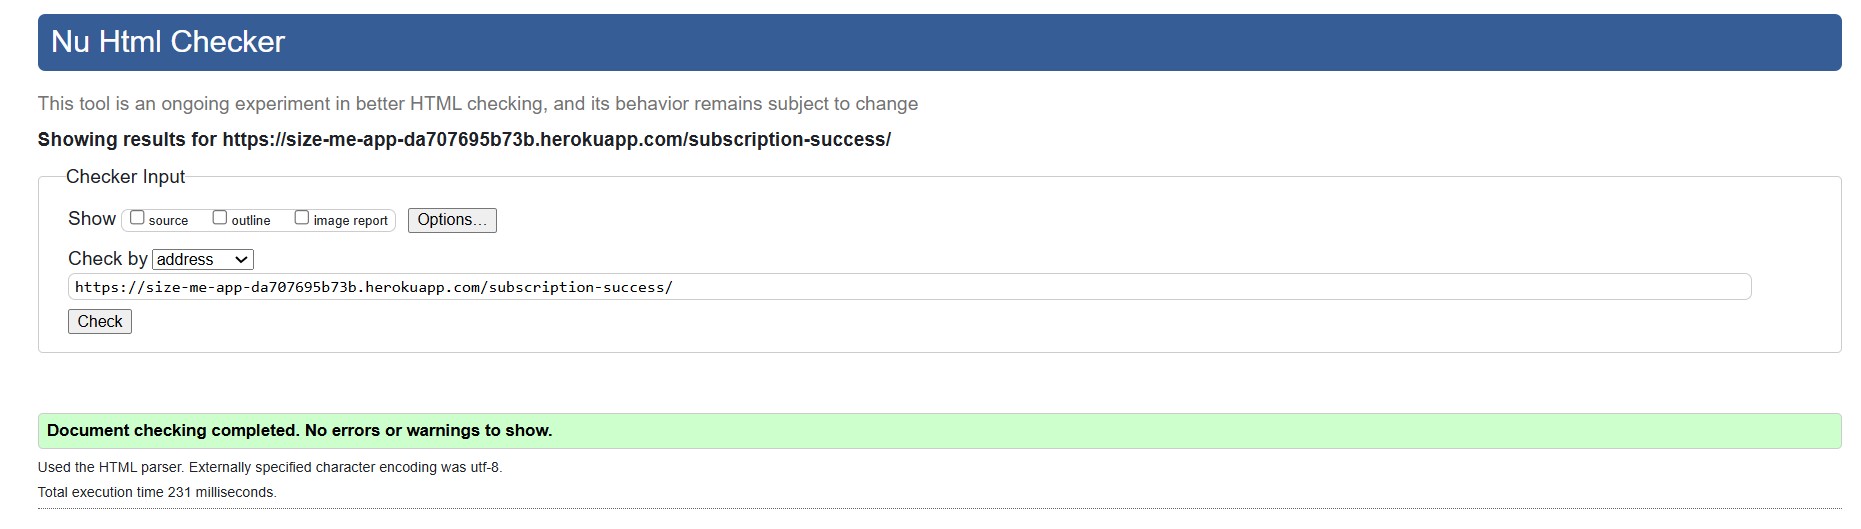 Nu Html Checker
This tool is an ongoing experiment in better HTML checking, and its behavior remains subject to change
Showing results for https://size-me-app-da707695b73b.herokuapp.com/subscription-success/
Checker Input
Show source outline image report Options...
Check by address
https://size-me-app-da707695b73b.herokuapp.com/subscription-success/
Check
Document checking completed. No errors or warnings to show.
Used the HTML parser. Externally specified character encoding was utf-8.
Total execution time 231 milliseconds.